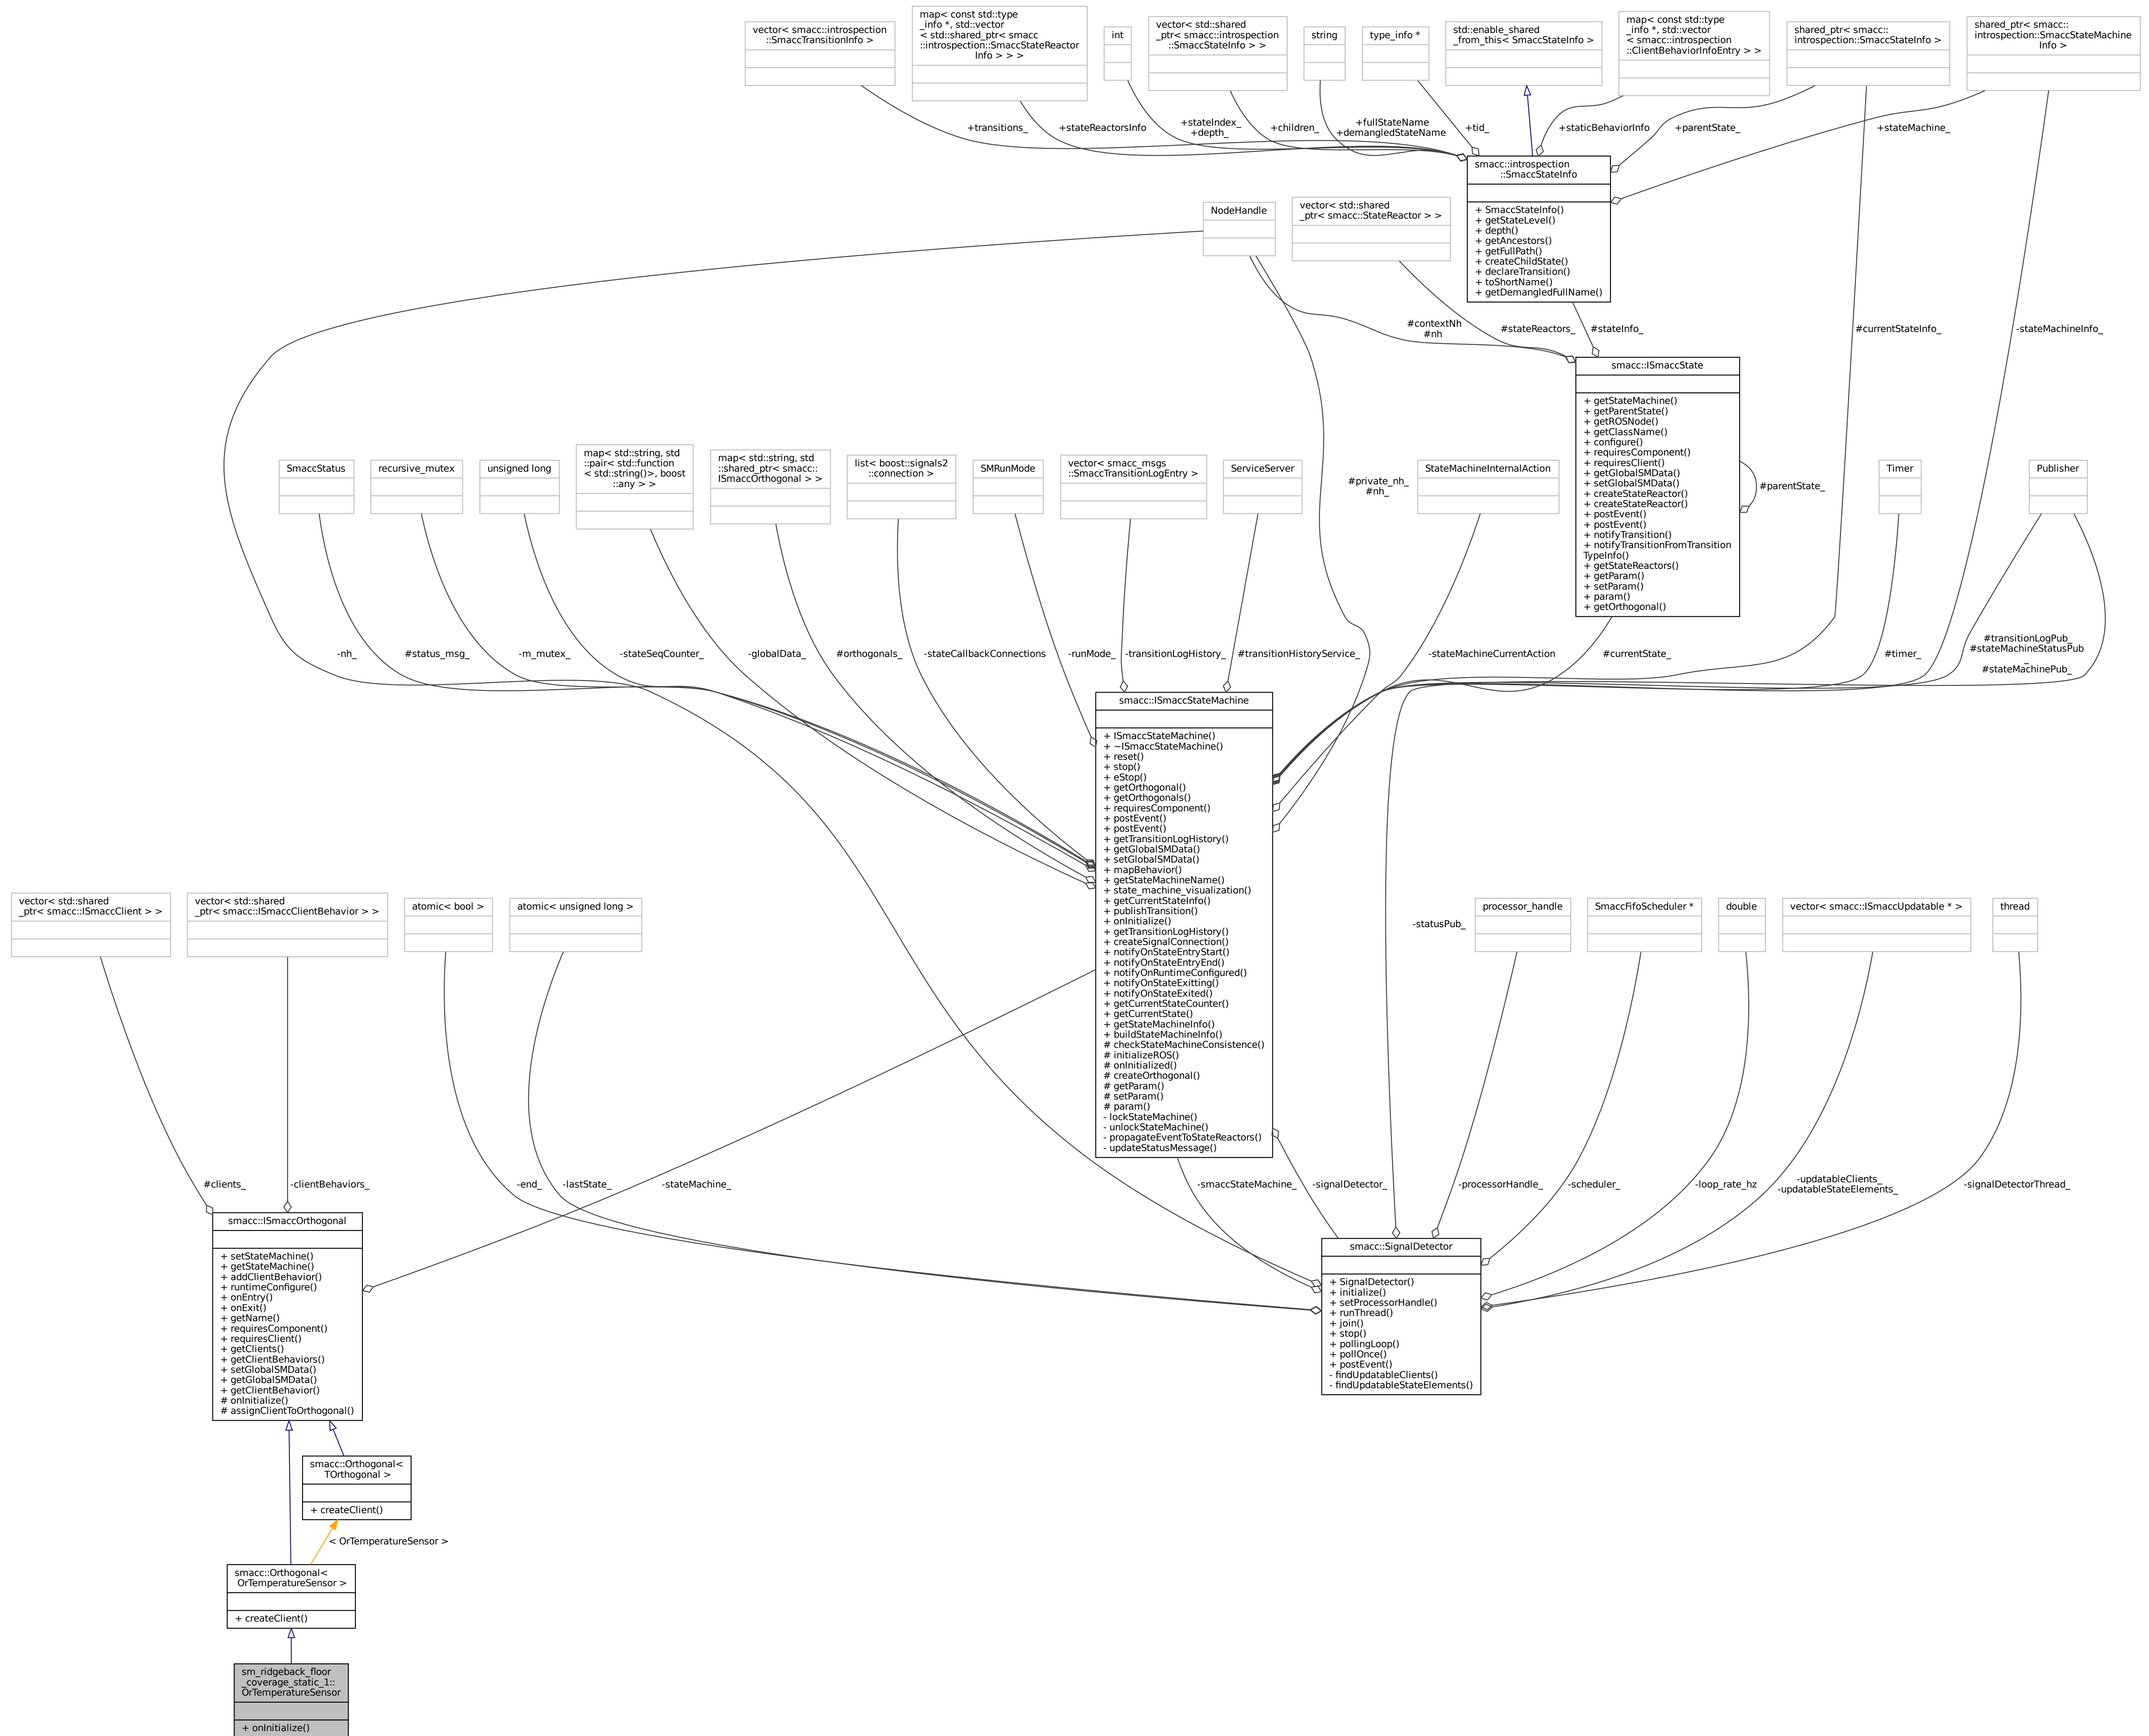 vector< smacc::introspection
::SmaccTransitionInfo >
map< const std::type
_info *, std::vector
< std::shared_ptr< smacc
::introspection::SmaccStateReactor
Info > > >
int
vector< std::shared
_ptr< smacc::introspection
::SmaccStateInfo > >
string
type_info *
std::enable_shared
_from_this< SmaccStateInfo >
map< const std::type
_info *, std::vector
< smacc::introspection
::ClientBehaviorInfoEntry > >
shared_ptr< smacc::
introspection::SmaccStateInfo >
shared_ptr< smacc::
introspection::SmaccStateMachine
Info >
+transitions_
+stateReactorsInfo
+stateIndex_
+depth_
+children_
+fullStateName
+demangledStateName
+tid_
+staticBehaviorInfo
+parentState_
+stateMachine_
smacc::introspection
::SmaccStateInfo
+ SmaccStateInfo()
+ getStateLevel()
+ depth()
+ getAncestors()
+ getFullPath()
+ createChildState()
+ declareTransition()
+ toShortName()
+ getDemangledFullName()
NodeHandle
vector< std::shared
_ptr< smacc::StateReactor > >
#contextNh
#nh
#stateReactors_
#stateInfo_
#currentStateInfo_
-stateMachineInfo_
smacc::ISmaccState
+ getStateMachine()
+ getParentState()
+ getROSNode()
+ getClassName()
+ configure()
+ requiresComponent()
+ requiresClient()
+ getGlobalSMData()
+ setGlobalSMData()
+ createStateReactor()
+ createStateReactor()
+ postEvent()
+ postEvent()
+ notifyTransition()
+ notifyTransitionFromTransition
TypeInfo()
+ getStateReactors()
+ getParam()
+ setParam()
+ param()
+ getOrthogonal()
#parentState_
SmaccStatus
recursive_mutex
unsigned long
map< std::string, std
::pair< std::function
< std::string()>, boost
::any > >
map< std::string, std
::shared_ptr< smacc::
ISmaccOrthogonal > >
list< boost::signals2
::connection >
SMRunMode
vector< smacc_msgs
::SmaccTransitionLogEntry >
ServiceServer
#private_nh_
#nh_
StateMachineInternalAction
Timer
Publisher
-nh_
#status_msg_
-m_mutex_
-stateSeqCounter_
-globalData_
#orthogonals_
-stateCallbackConnections
-runMode_
-transitionLogHistory_
#transitionHistoryService_
-stateMachineCurrentAction
#currentState_
#timer_
#transitionLogPub_
#stateMachineStatusPub
_
#stateMachinePub_
smacc::ISmaccStateMachine
+ ISmaccStateMachine()
+ ~ISmaccStateMachine()
+ reset()
+ stop()
+ eStop()
+ getOrthogonal()
+ getOrthogonals()
+ requiresComponent()
+ postEvent()
+ postEvent()
+ getTransitionLogHistory()
+ getGlobalSMData()
+ setGlobalSMData()
+ mapBehavior()
+ getStateMachineName()
+ state_machine_visualization()
+ getCurrentStateInfo()
+ publishTransition()
+ onInitialize()
+ getTransitionLogHistory()
+ createSignalConnection()
+ notifyOnStateEntryStart()
+ notifyOnStateEntryEnd()
+ notifyOnRuntimeConfigured()
+ notifyOnStateExitting()
+ notifyOnStateExited()
+ getCurrentStateCounter()
+ getCurrentState()
+ getStateMachineInfo()
+ buildStateMachineInfo()
# checkStateMachineConsistence()
# initializeROS()
# onInitialized()
# createOrthogonal()
# getParam()
# setParam()
# param()
- lockStateMachine()
- unlockStateMachine()
- propagateEventToStateReactors()
- updateStatusMessage()
vector< std::shared
_ptr< smacc::ISmaccClient > >
vector< std::shared
_ptr< smacc::ISmaccClientBehavior > >
atomic< bool >
atomic< unsigned long >
-statusPub_
processor_handle
SmaccFifoScheduler *
double
vector< smacc::ISmaccUpdatable * >
thread
#clients_
-clientBehaviors_
-end_
-lastState_
-stateMachine_
-smaccStateMachine_
-signalDetector_
-processorHandle_
-scheduler_
-loop_rate_hz
-updatableClients_
-updatableStateElements_
-signalDetectorThread_
smacc::ISmaccOrthogonal
+ setStateMachine()
+ getStateMachine()
+ addClientBehavior()
+ runtimeConfigure()
+ onEntry()
+ onExit()
+ getName()
+ requiresComponent()
+ requiresClient()
+ getClients()
+ getClientBehaviors()
+ setGlobalSMData()
+ getGlobalSMData()
+ getClientBehavior()
# onInitialize()
# assignClientToOrthogonal()
smacc::SignalDetector
+ SignalDetector()
+ initialize()
+ setProcessorHandle()
+ runThread()
+ join()
+ stop()
+ pollingLoop()
+ pollOnce()
+ postEvent()
- findUpdatableClients()
- findUpdatableStateElements()
smacc::Orthogonal<
TOrthogonal >
+ createClient()
< OrTemperatureSensor >
smacc::Orthogonal<
OrTemperatureSensor >
+ createClient()
sm_ridgeback_floor
_coverage_static_1::
OrTemperatureSensor
+ onInitialize()